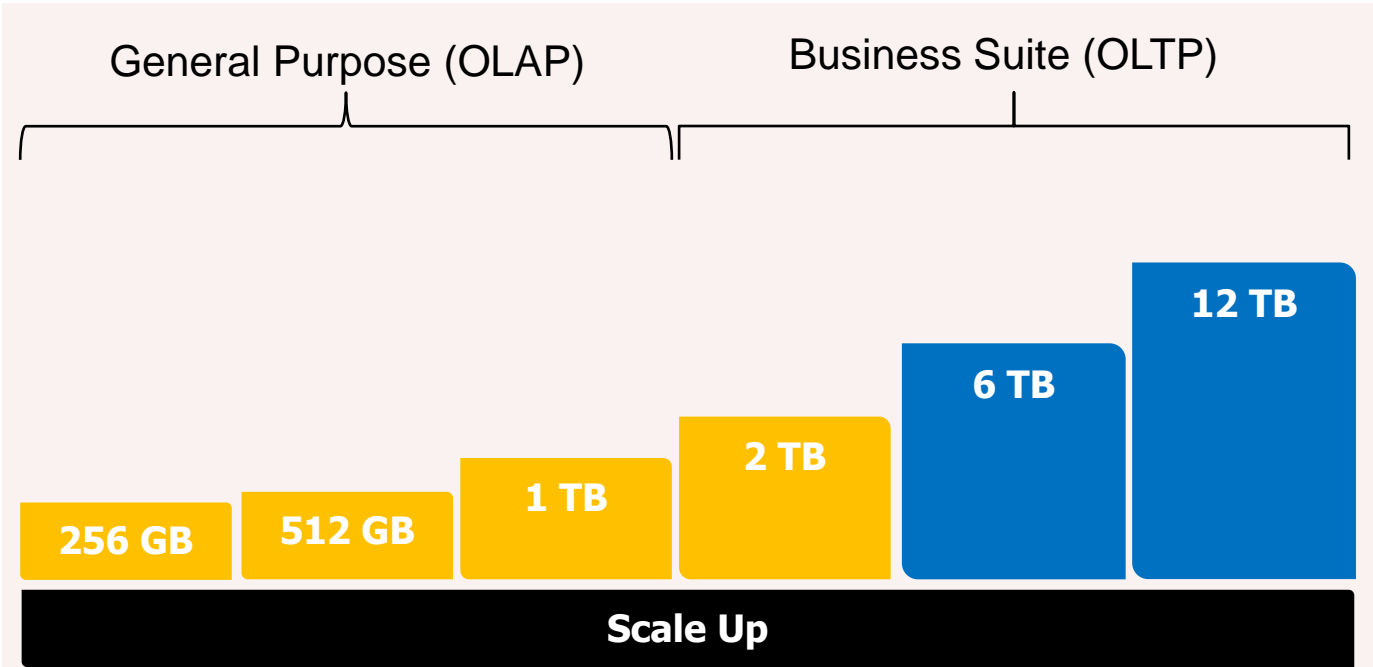 General Purpose (OLAP)
Business Suite (OLTP)
12 TB
6 TB
2 TB
1 TB
512 GB
256 GB
Scale Up